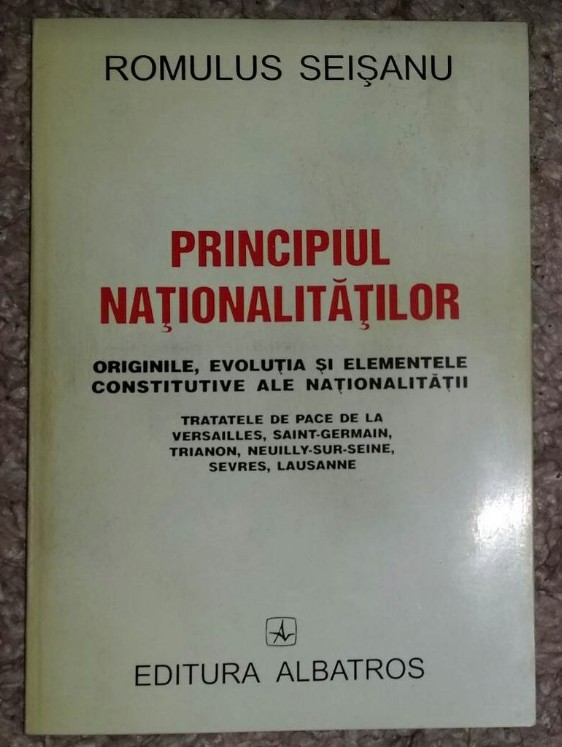 ROMULUS SEIŞANU
PRINCIPIUL
NAŢIONALITĂŢILOR
ORIGINILE, EVOLUŢIA ŞI ELEMENTELE
CONSTITUTIVE ALE NAŢIONALITĂŢII
TRATATELE DE PACE DE LA
VERSAILLES, SAINT-GERMAIN,
TRIANON, NEUILLY-SUR-SEINE,
SEVRES, LAUSANNE
EDITURA ALBATROS